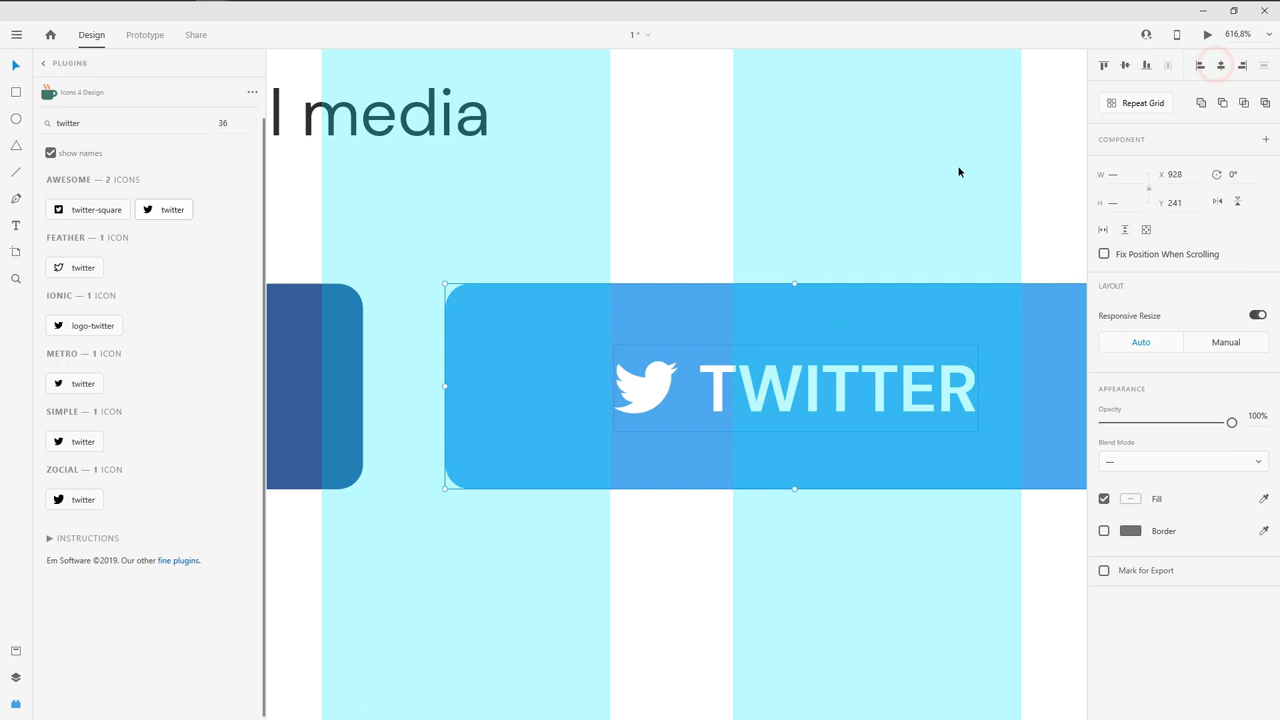 Design Prototype Share
1 *
616,8%
PLUGINS
Icons 4 Design
twitter 36
show names
AWESOME — 2 ICONS
twitter-square twitter
FEATHER — 1 ICON
twitter
IONIC — 1 ICON
logo-twitter
METRO — 1 ICON
twitter
SIMPLE — 1 ICON
twitter
ZOCIAL — 1 ICON
twitter
INSTRUCTIONS
Em Software ©2019. Our other fine plugins.
l media
TWITTER
Repeat Grid
COMPONENT
W — X 928 0°
H — Y 241
Fix Position When Scrolling
LAYOUT
Responsive Resize
Auto Manual
APPEARANCE
Opacity
100%
Blend Mode
—
Fill
Border
Mark for Export